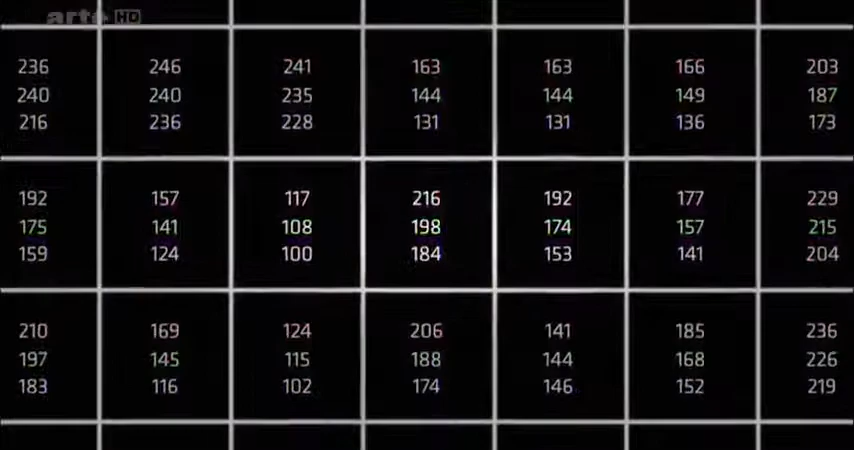 arte HD
236 246 241 163 163 166 203
240 240 235 144 144 149 187
216 236 228 131 131 136 173
192 157 117 216 192 177 229
175 141 108 198 174 157 215
159 124 100 184 153 141 204
210 169 124 206 141 185 236
197 145 115 188 144 168 226
183 116 102 174 146 152 219